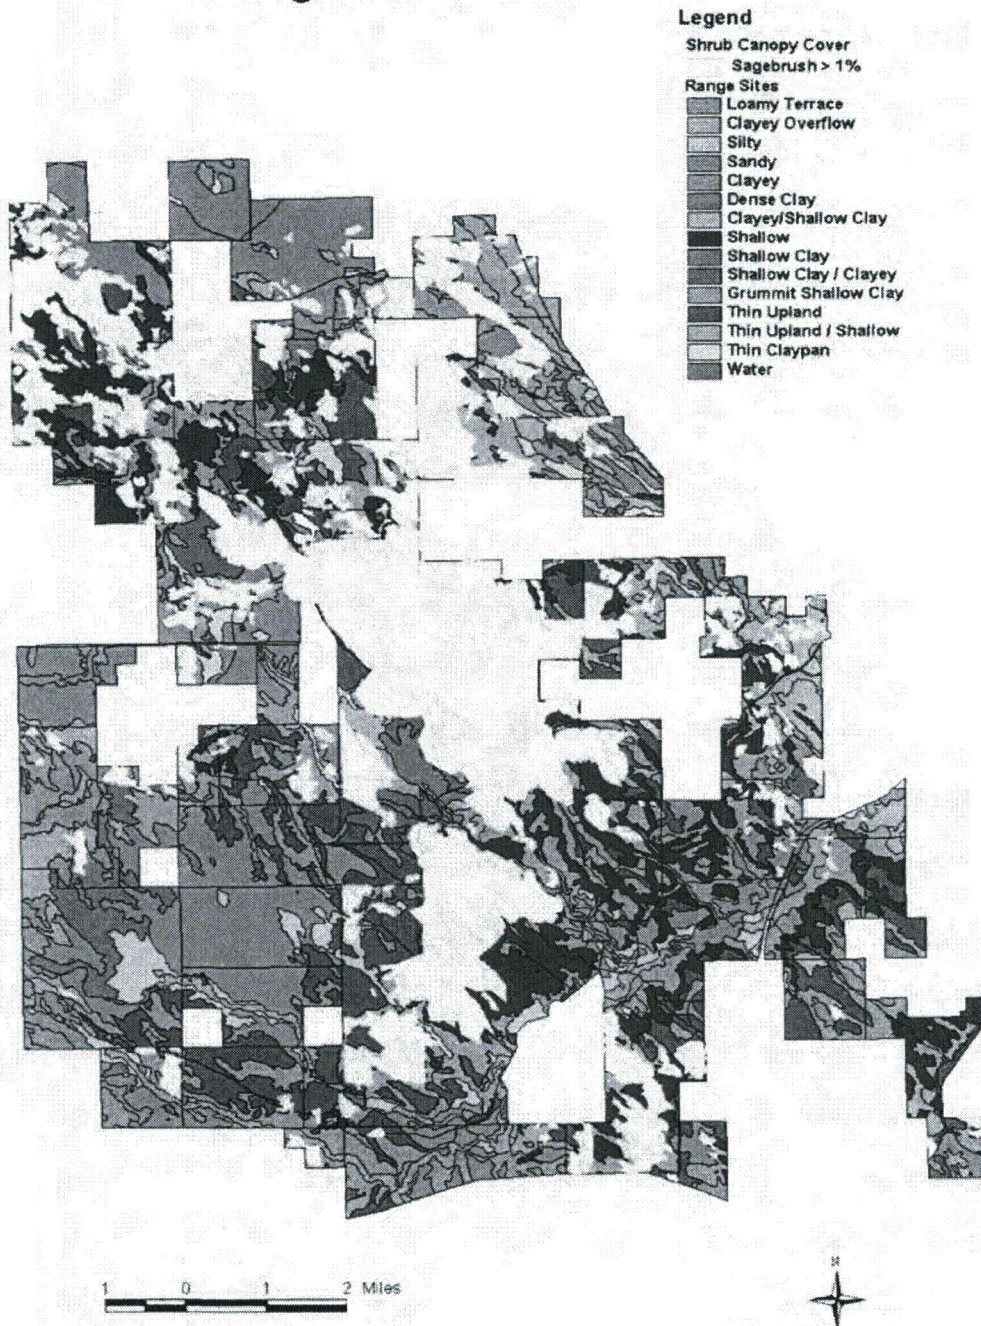 Legend
Shrub Canopy Cover
Sagebrush > 1%
Range Sites
Loamy Terrace
Clayey Overflow
Silty
Sandy
Clayey
Dense Clay
Clayey/Shallow Clay
Shallow
Shallow Clay
Shallow Clay / Clayey
Grummit Shallow Clay
Thin Upland
Thin Upland / Shallow
Thin Claypan
Water
1 0 1 2 Miles
N